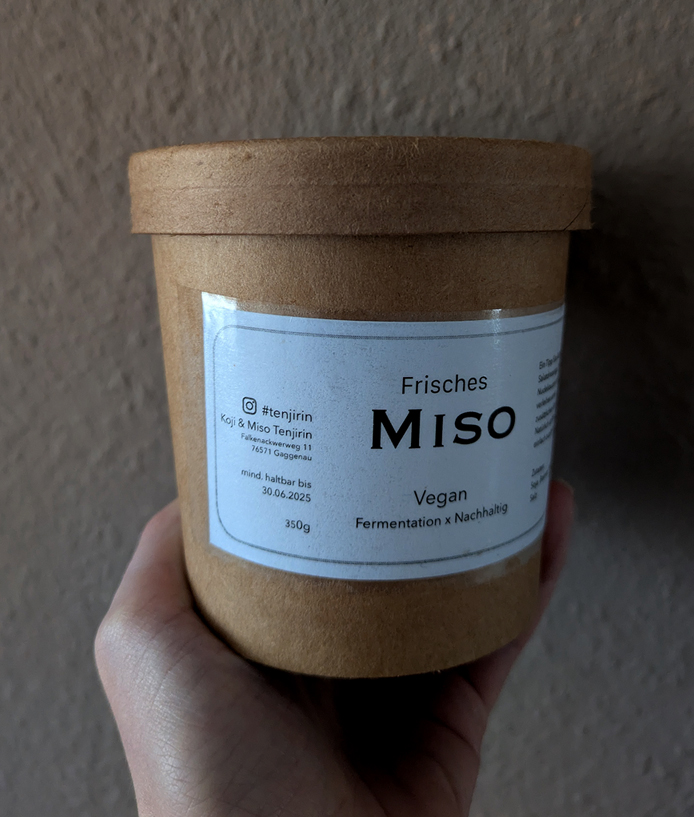 #tenjirin
Koji & Miso Tenjirin
Falkenackerweg 11
76571 Gaggenau
mind. haltbar bis
30.06.2025
350g
Frisches
MISO
Vegan
Fermentation x Nachhaltig
Zutaten